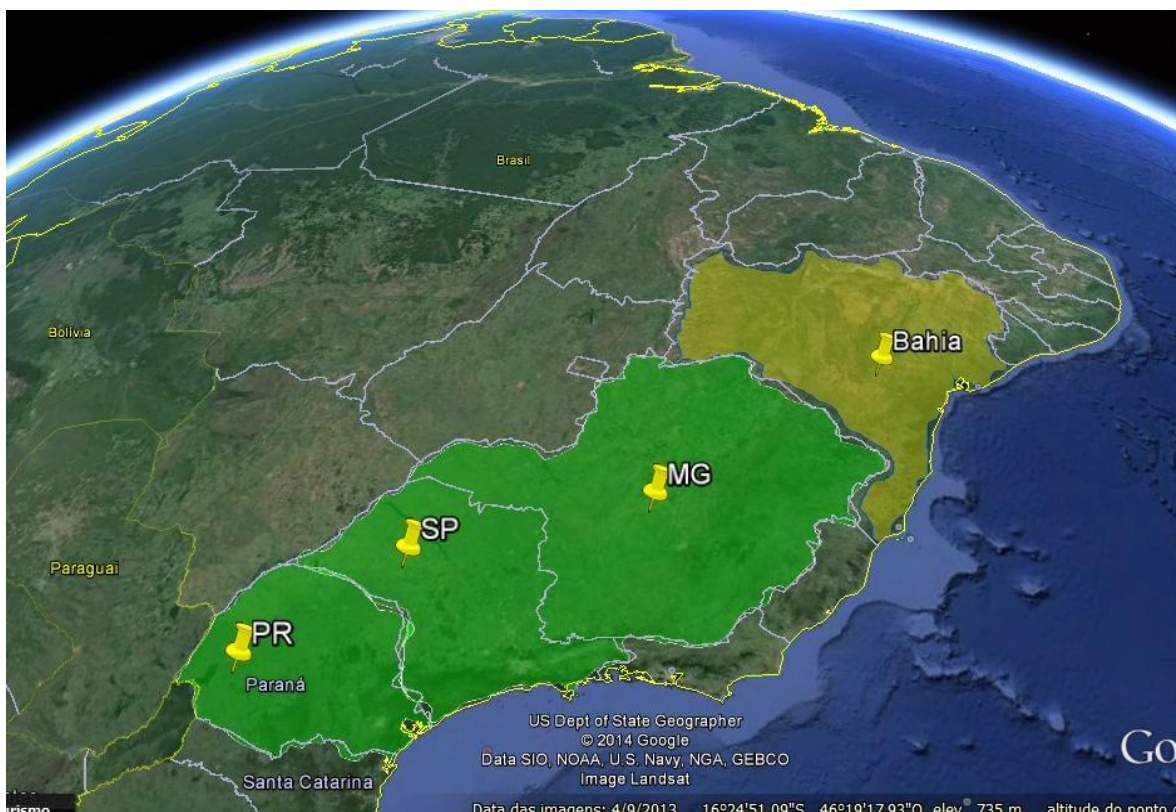 Brasil
Bolívia
Bahia
MG
SP
Paraguai
PR
Paraná
US Dept of State Geographer
© 2014 Google
Data SIO, NOAA, U.S. Navy, NGA, GEBCO
Image Landsat
Santa Catarina
Data das imagens: 4/9/2013 16°24'51.09"S 46°19'17.93"O elev 735 m altitude do ponto